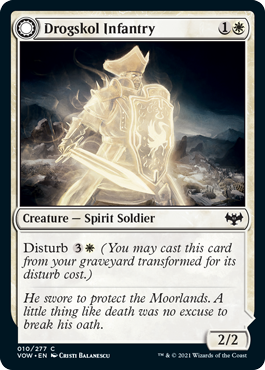 Drogskol Infantry 1
Creature — Spirit Soldier
Disturb 3 (You may cast this card
from your graveyard transformed for its
disturb cost.)
He swore to protect the Moorlands. A
little thing like death was no excuse to
break his oath.
2/2
010/277 C
VOW • EN Cristi Balanescu
™ & © 2021 Wizards of the Coast